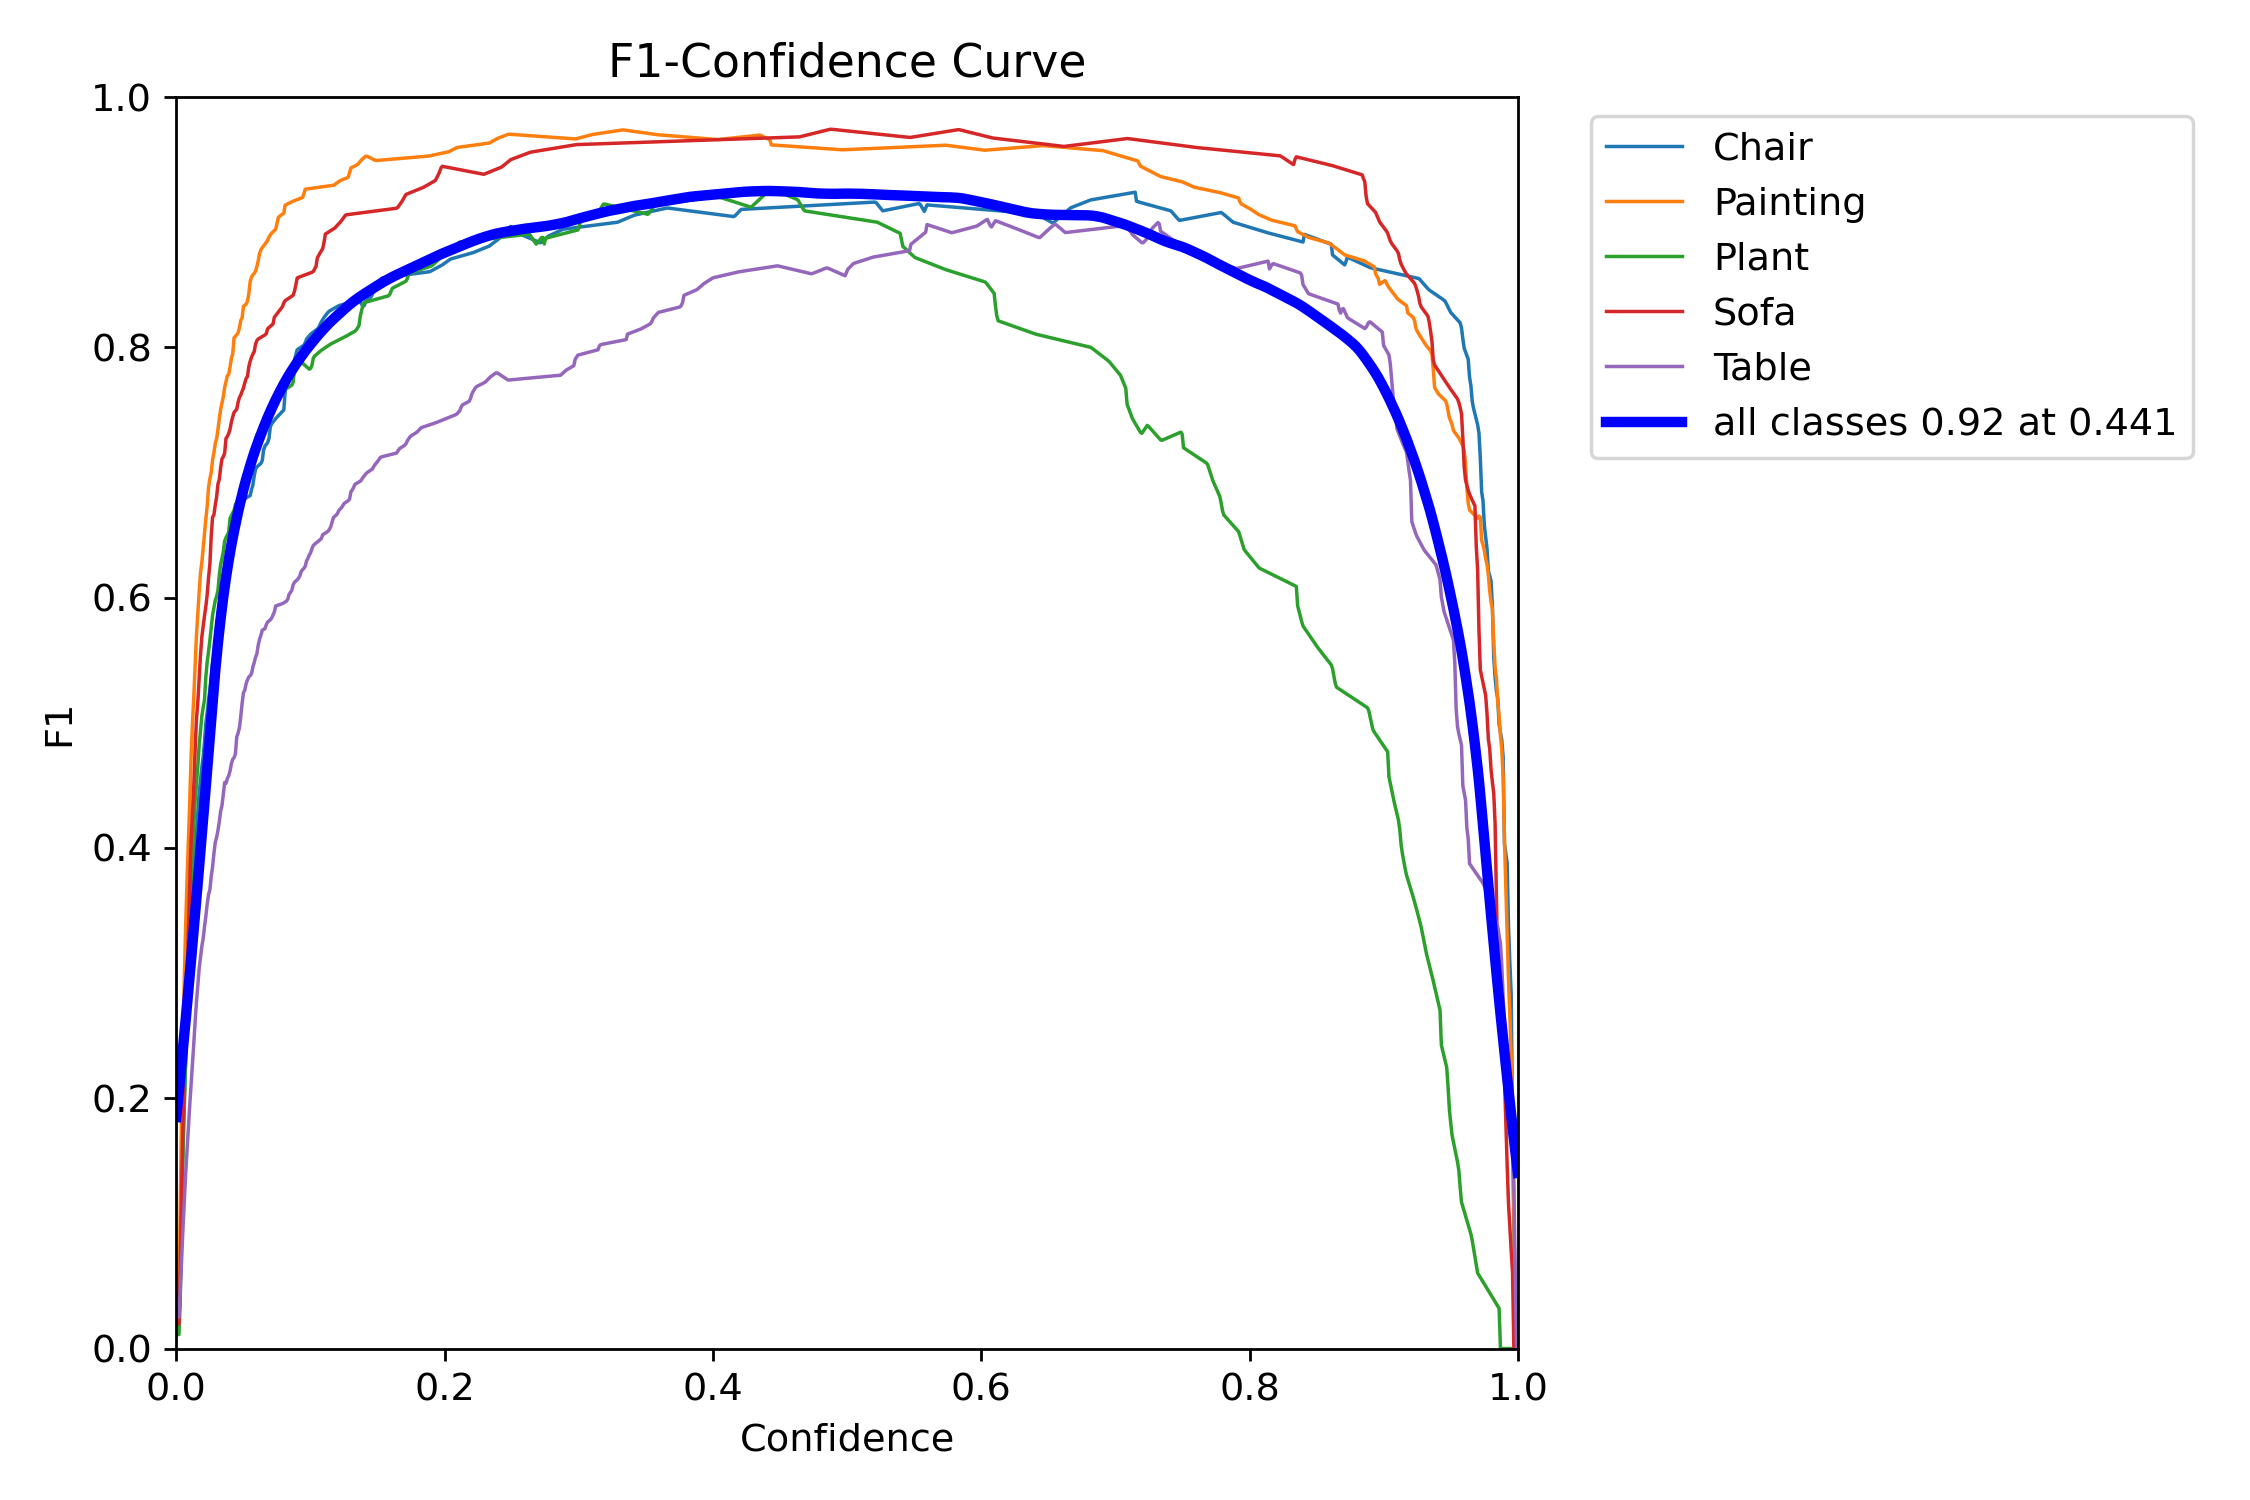 F1-Confidence Curve
1.0
0.8
0.6
0.4
0.2
0.0
F1
0.0 0.2 0.4 0.6 0.8 1.0
Confidence
Chair
Painting
Plant
Sofa
Table
all classes 0.92 at 0.441